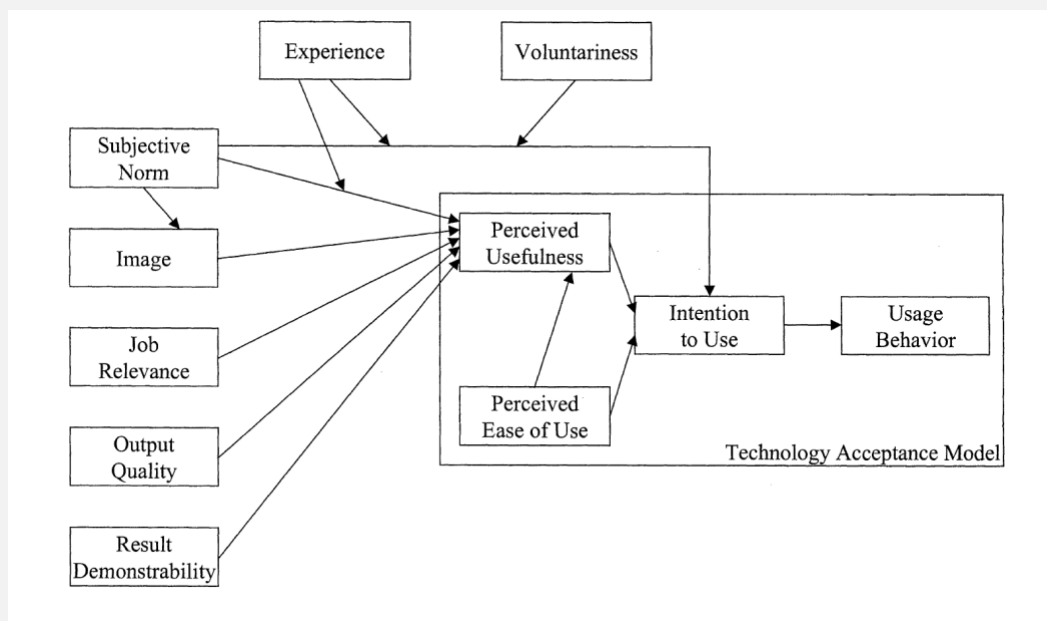 Experience
Voluntariness
Subjective
Norm
Image
Job
Relevance
Output
Quality
Result
Demonstrability
Perceived
Usefulness
Perceived
Ease of Use
Intention
to Use
Usage
Behavior
Technology Acceptance Model